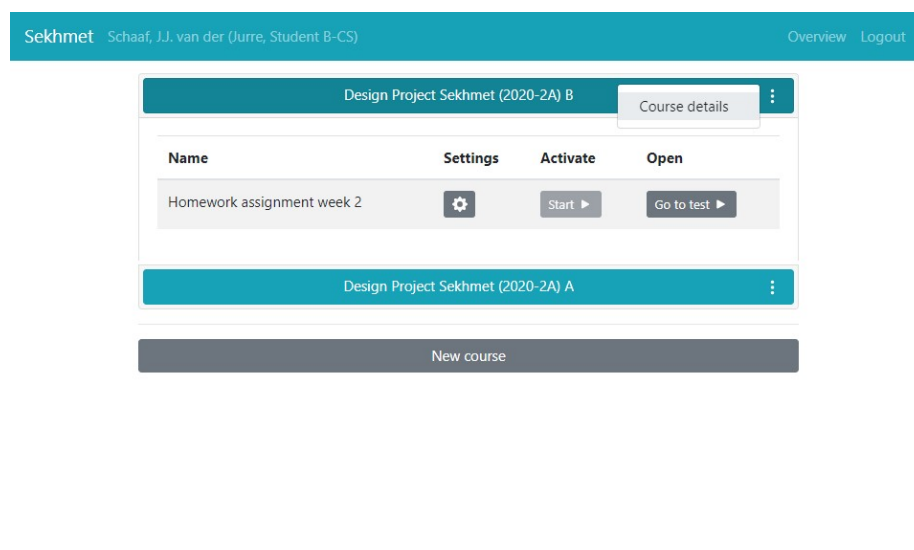 Sekhmet Schaaf, J.J. van der (Jurre, Student B-CS) Overview Logout
Design Project Sekhmet (2020-2A) B
Course details
Name Settings Activate Open
Homework assignment week 2 Start Go to test
Design Project Sekhmet (2020-2A) A
New course